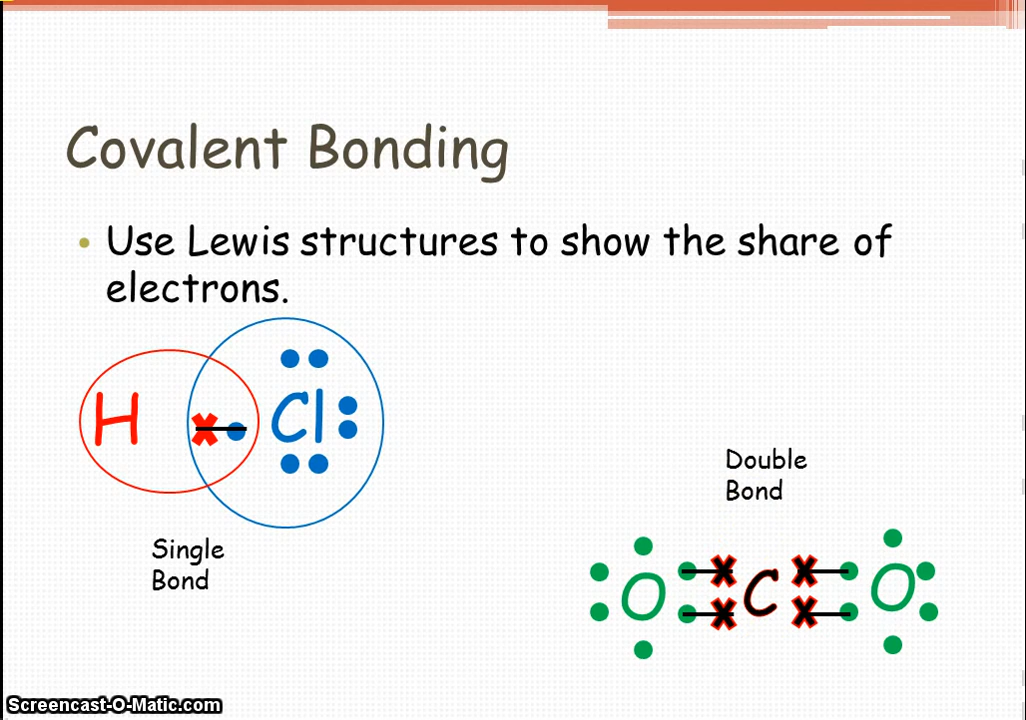 Covalent Bonding
• Use Lewis structures to show the share of
electrons.
H Cl
Single
Bond
Double
Bond
O C O
Screencast-O-Matic.com